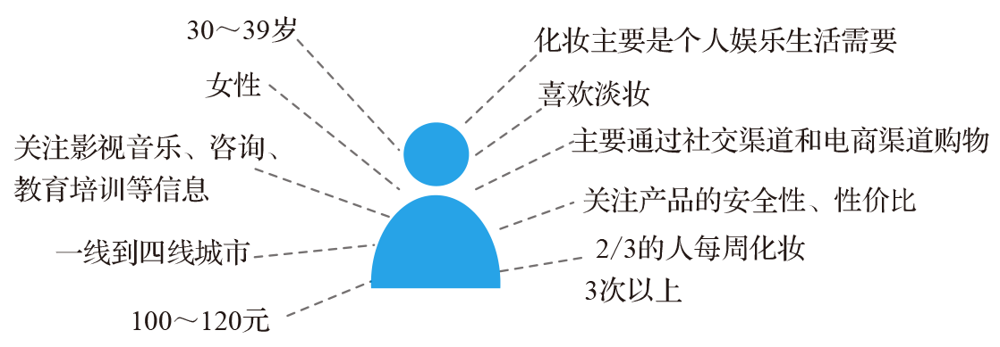 30～39岁
女性
关注影视音乐、咨询、
教育培训等信息
一线到四线城市
100～120元
化妆主要是个人娱乐生活需要
喜欢淡妆
主要通过社交渠道和电商渠道购物
关注产品的安全性、性价比
2/3的人每周化妆
3次以上